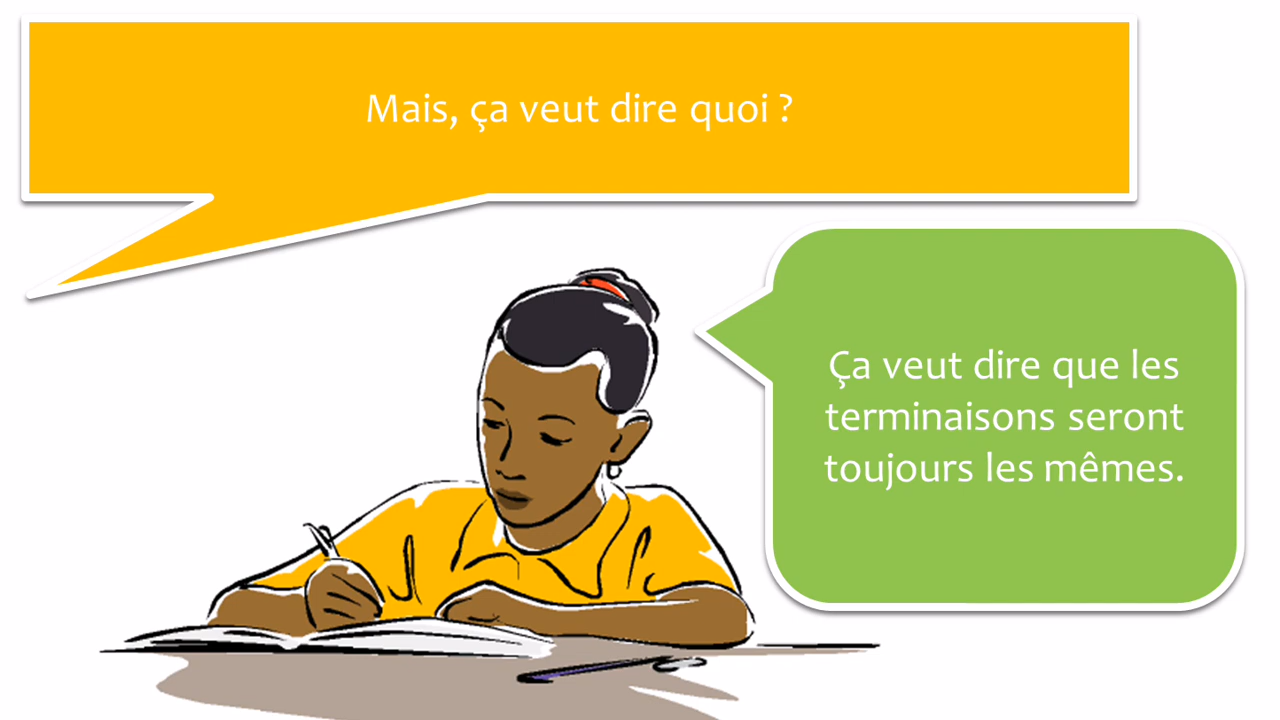 Mais, ça veut dire quoi ?
Ça veut dire que les
terminaisons seront
toujours les mêmes.